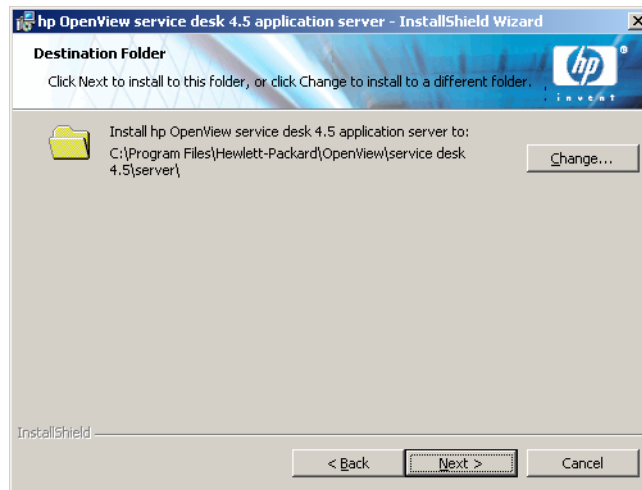 hp OpenView service desk 4.5 application server - InstallShield Wizard
Destination Folder
Click Next to install to this folder, or click Change to install to a different folder.
hp
i n v e n t
Install hp OpenView service desk 4.5 application server to:
C:\Program Files\Hewlett-Packard\OpenView\service desk
4.5\server\
Change...
InstallShield
< Back
Next >
Cancel